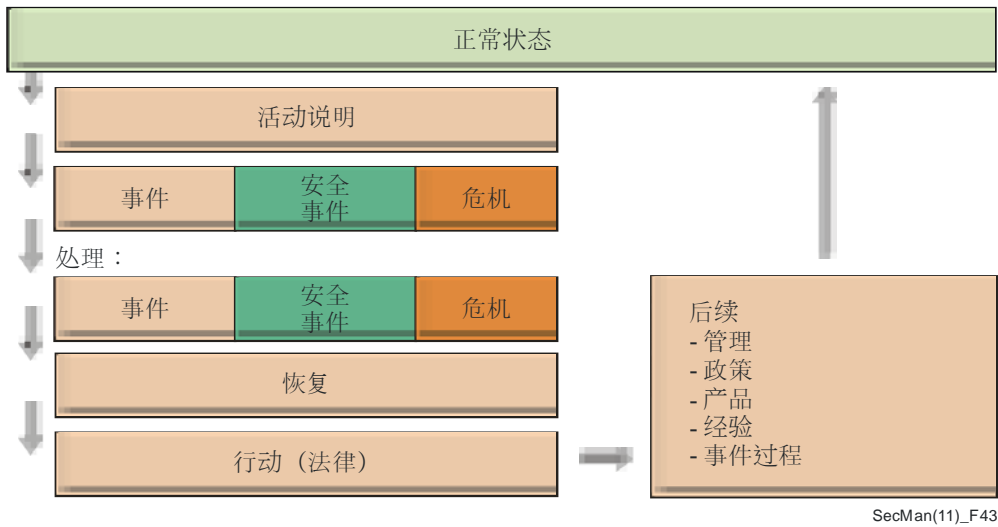 正常状态
活动说明
事件
安全
事件
危机
处理：
事件
安全
事件
危机
恢复
行动（法律）
后续
- 管理
- 政策
- 产品
- 经验
- 事件过程
SecMan(11)_F43